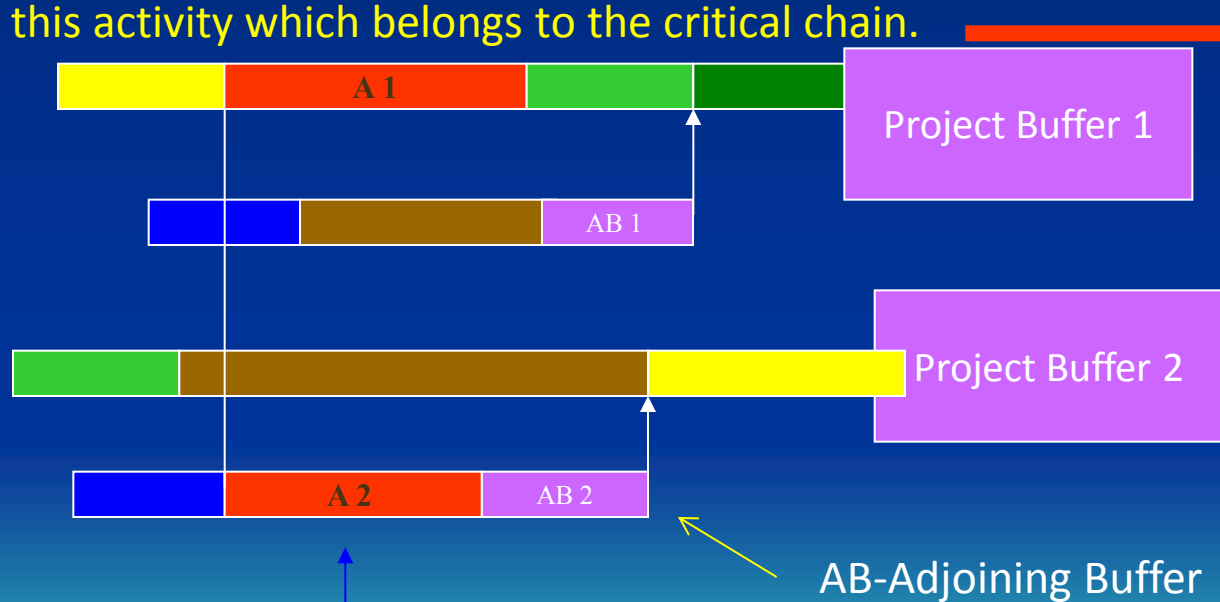 this activity which belongs to the critical chain.
A 1
Project Buffer 1
AB 1
Project Buffer 2
A 2
AB 2
AB-Adjoining Buffer